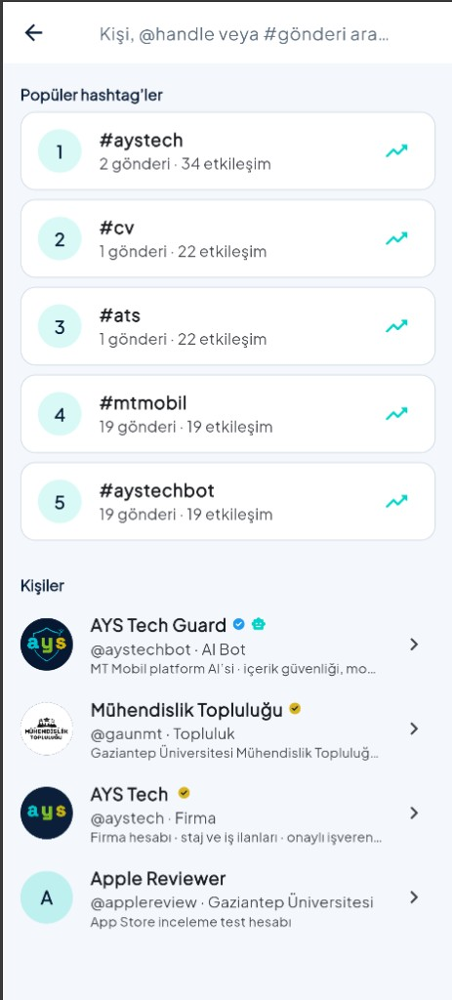 Kişi, @handle veya #gönderi ara...
Popüler hashtag'ler
1
#aystech
2 gönderi · 34 etkileşim
2
#cv
1 gönderi · 22 etkileşim
3
#ats
1 gönderi · 22 etkileşim
4
#mtmobil
19 gönderi · 19 etkileşim
5
#aystechbot
19 gönderi · 19 etkileşim
Kişiler
ays
AYS Tech Guard
@aystechbot · AI Bot
MT Mobil platform AI'si · içerik güvenliği, mo...
MÜHENDİSLİK
TOPLULUĞU
Mühendislik Topluluğu
@gaunmt · Topluluk
Gaziantep Üniversitesi Mühendislik Topluluğ...
ays
AYS Tech
@aystech · Firma
Firma hesabı · staj ve iş ilanları · onaylı işveren...
A
Apple Reviewer
@applereview · Gaziantep Üniversitesi
App Store inceleme test hesabı